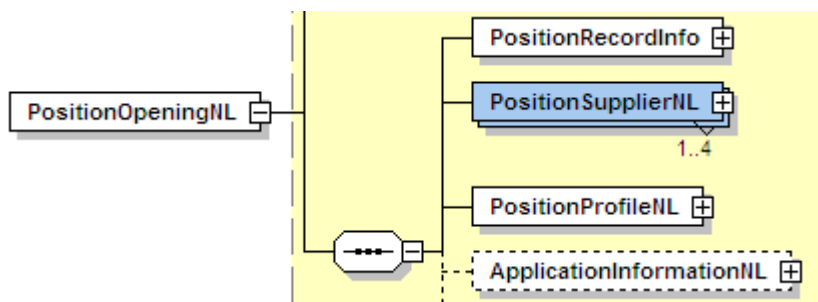 PositionRecordInfo
PositionSupplierNL
PositionOpeningNL
1..4
PositionProfileNL
ApplicationInformationNL